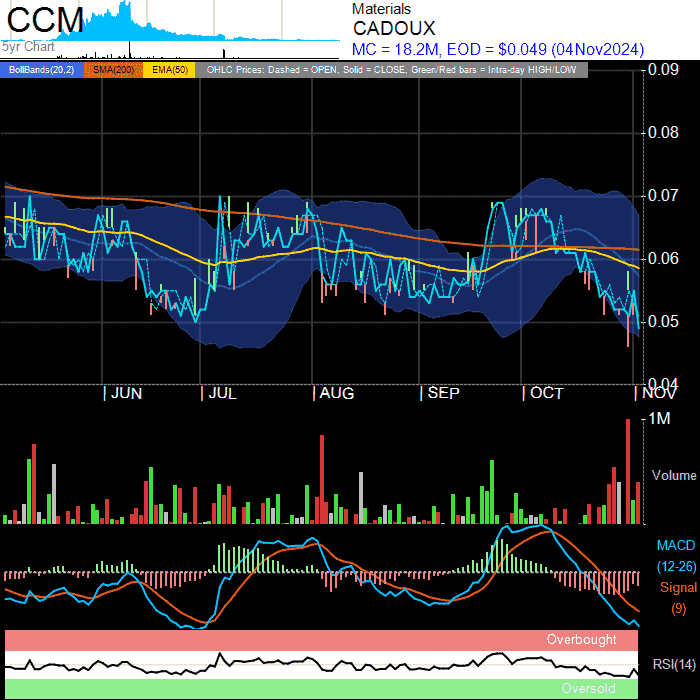 CCM
5yr Chart
Materials
CADOUX
MC = 18.2M, EOD = $0.049 (04Nov2024)
BollBands(20,2) SMA(200) EMA(50) OHLC Prices: Dashed = OPEN, Solid = CLOSE, Green/Red bars = Intra-day HIGH/LOW
0.09
0.08
0.07
0.06
0.05
0.04
JUN JUL AUG SEP OCT NOV
1M
Volume
MACD
(12-26)
Signal
(9)
Overbought
RSI(14)
Oversold